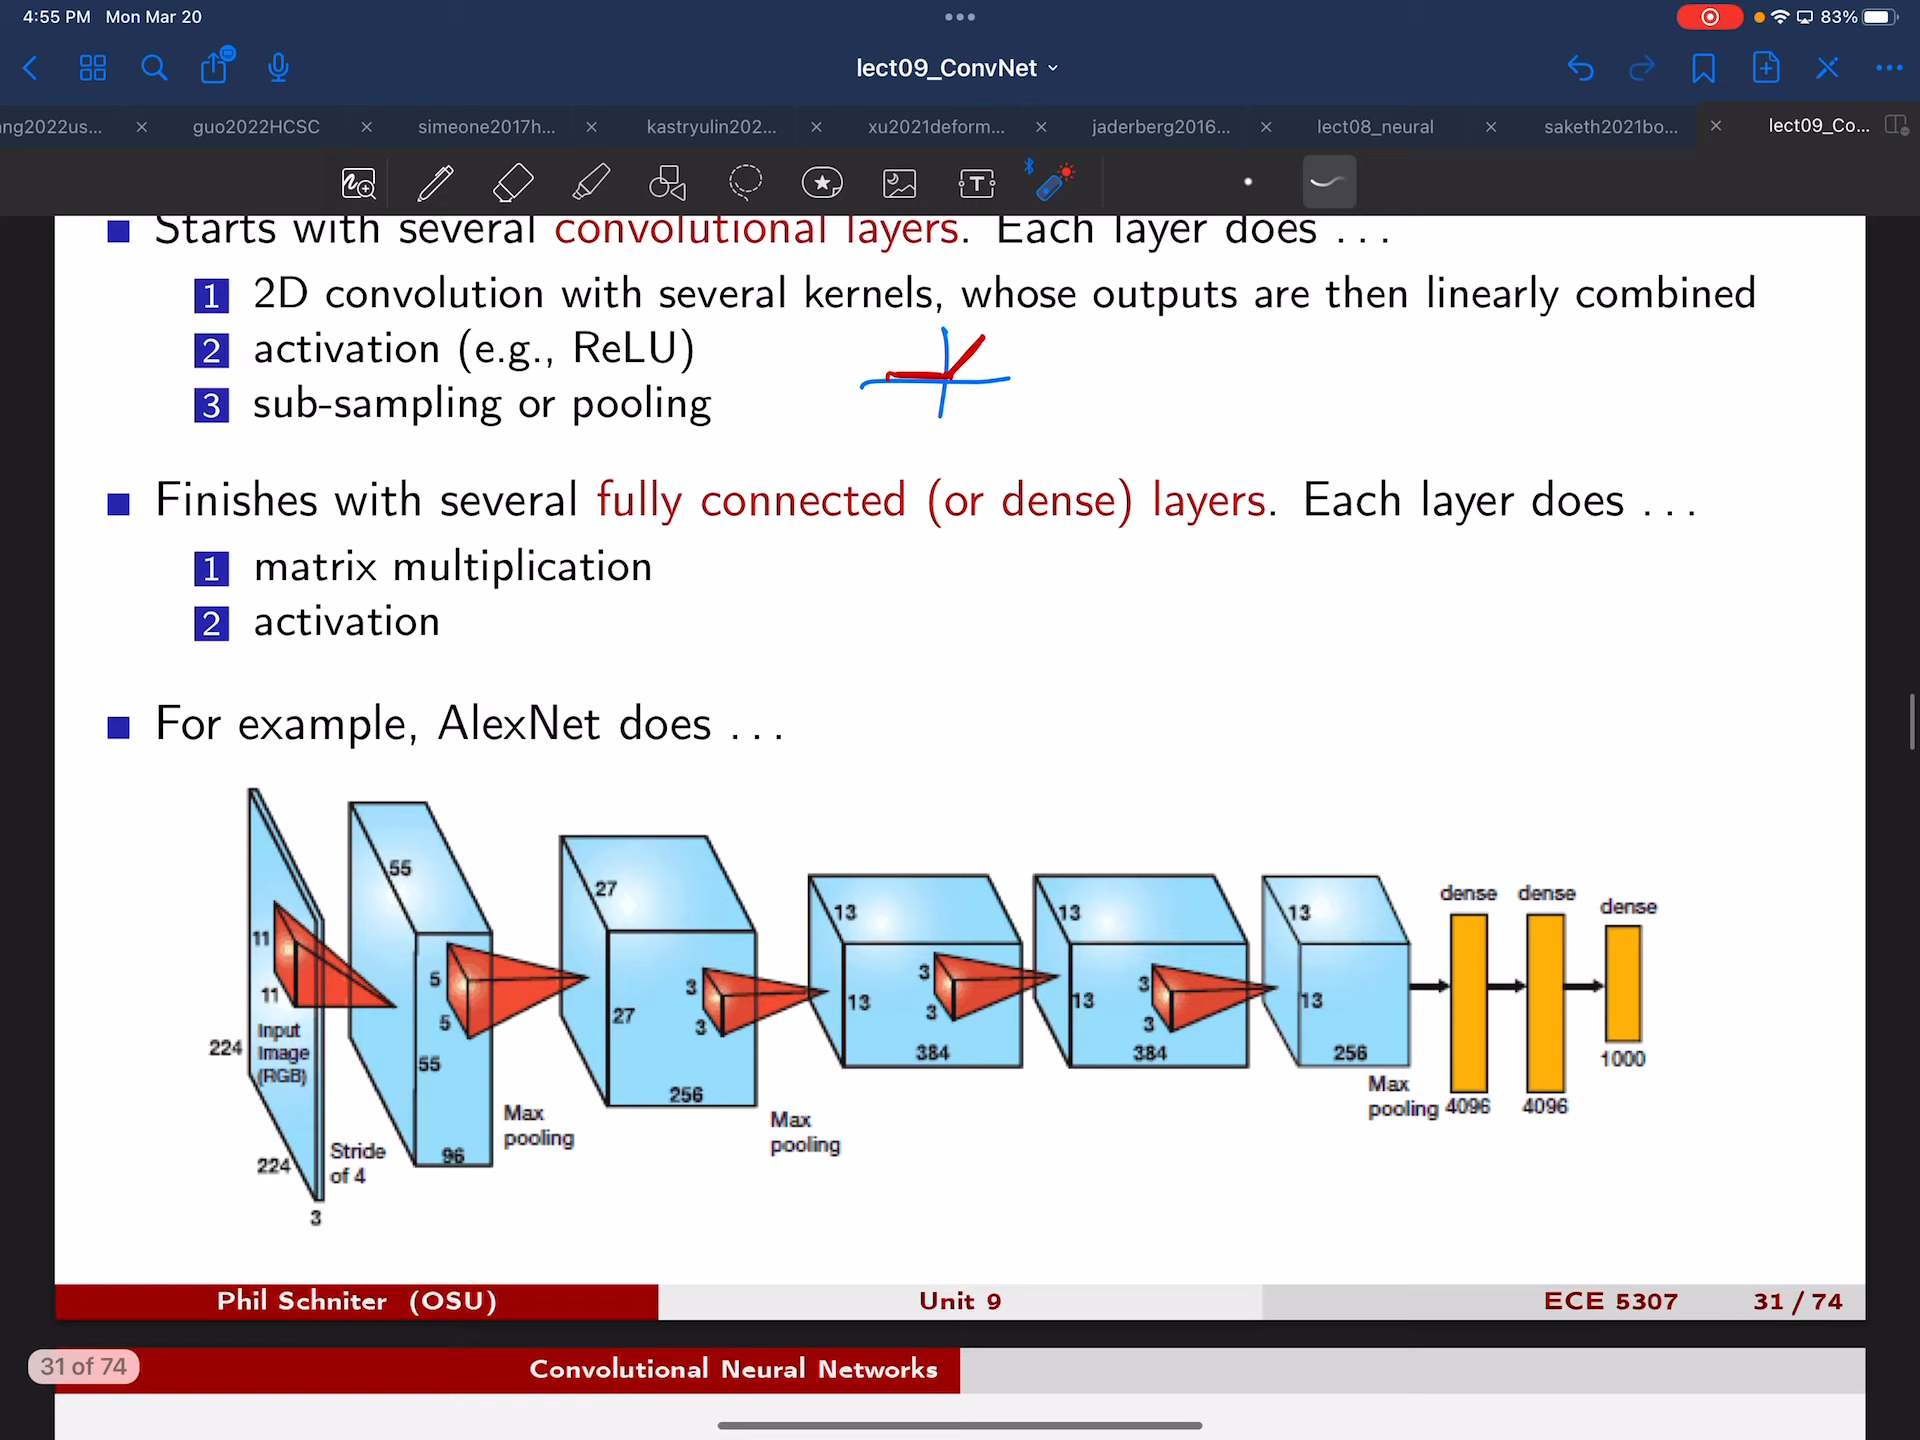 4:55 PM Mon Mar 20
83%
lect09_ConvNet
ng2022us...
guo2022HCSC
simeone2017h...
kastryulin202...
xu2021deform...
jaderberg2016...
lect08_neural
saketh2021bo...
lect09_Co...
Starts with several convolutional layers. Each layer does ...
1 2D convolution with several kernels, whose outputs are then linearly combined
2 activation (e.g., ReLU)
3 sub-sampling or pooling
Finishes with several fully connected (or dense) layers. Each layer does ...
1 matrix multiplication
2 activation
For example, AlexNet does ...
11
11
Input
Image
(RGB)
224
224
3
Stride
of 4
55
5
5
55
96
Max
pooling
27
3
3
27
256
Max
pooling
13
3
3
13
384
13
3
3
13
384
13
13
256
Max
pooling
dense
4096
dense
4096
dense
1000
Phil Schniter (OSU)
Unit 9
ECE 5307
31 / 74
31 of 74
Convolutional Neural Networks